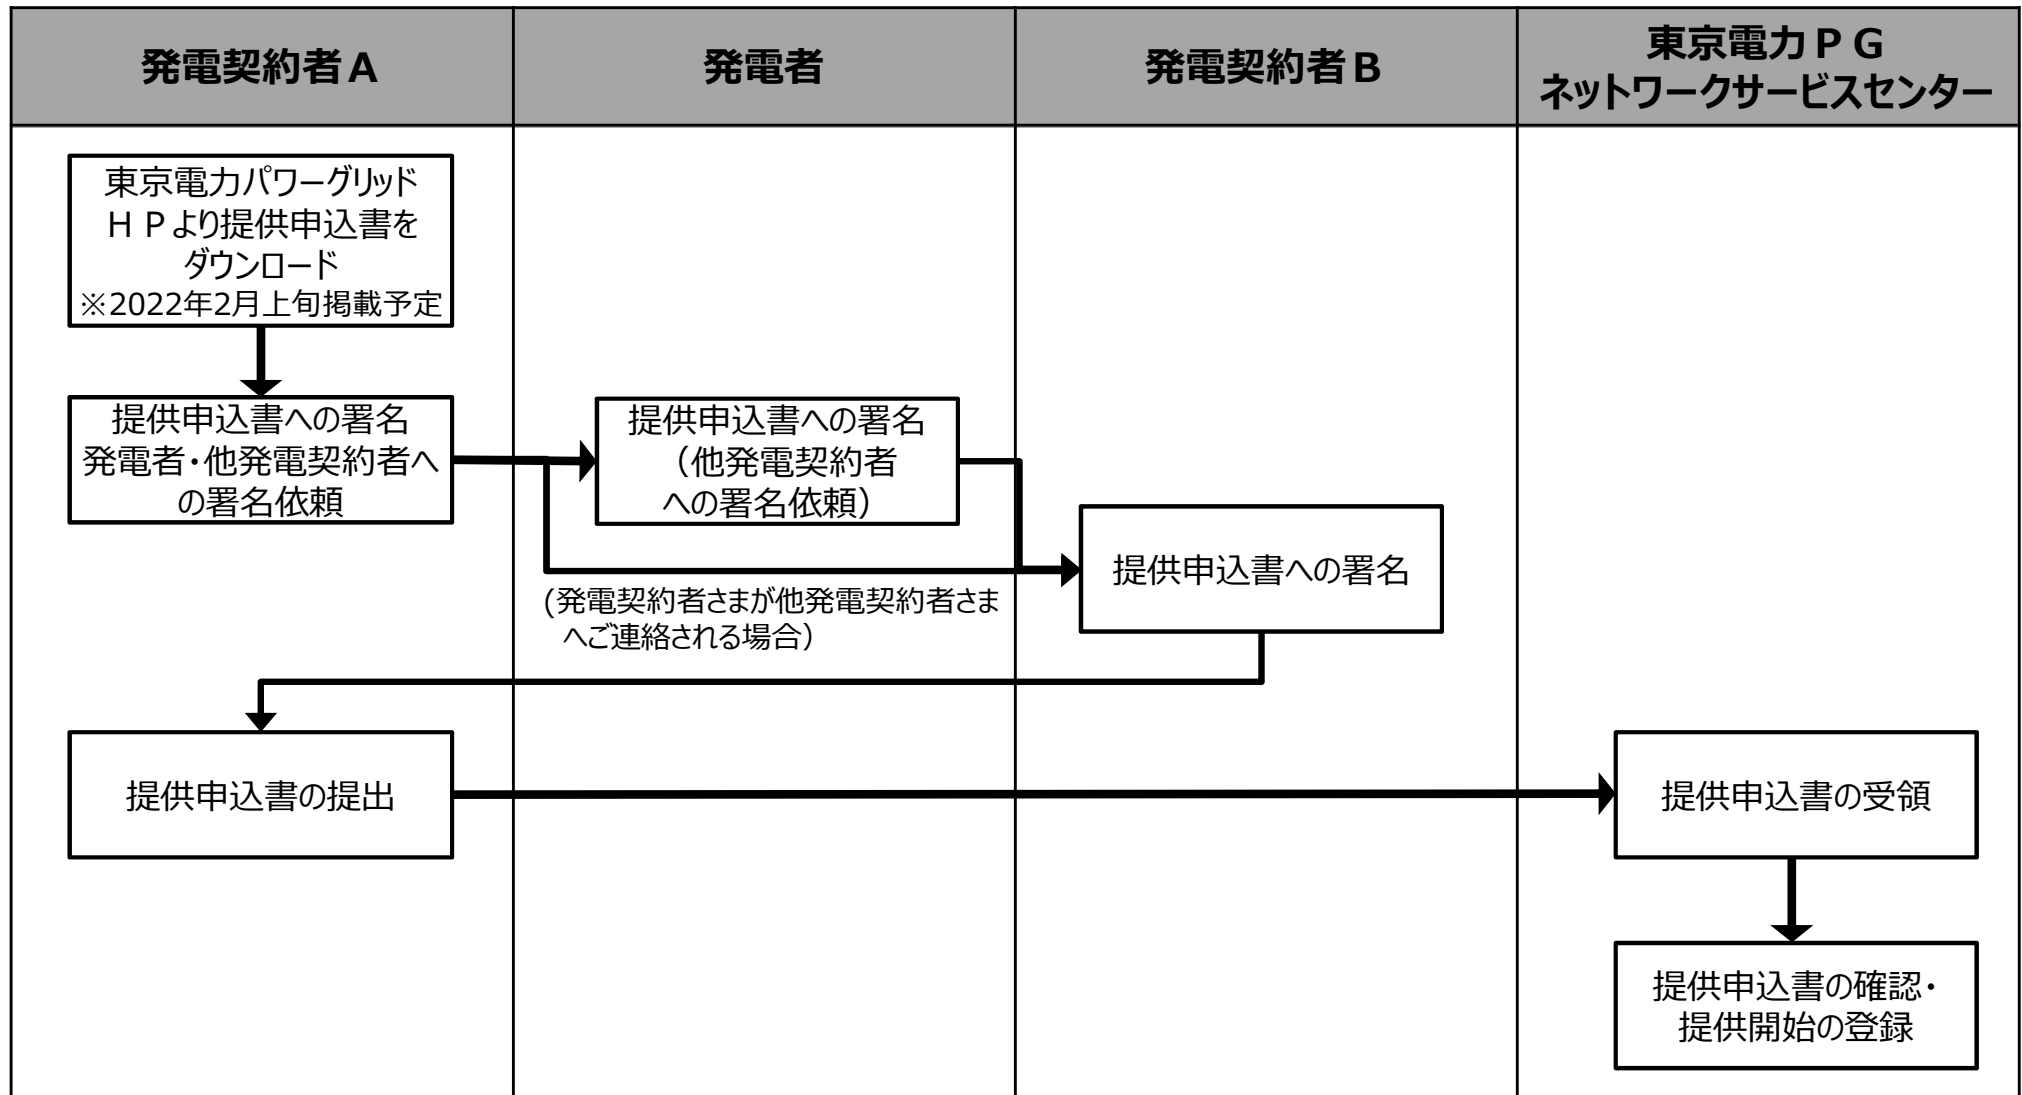 発電契約者A
発電者
発電契約者B
東京電力PG
ネットワークサービスセンター
東京電力パワーグリッド
HPより提供申込書を
ダウンロード
※2022年2月上旬掲載予定
提供申込書への署名
発電者・他発電契約者へ
の署名依頼
提供申込書への署名
（他発電契約者
への署名依頼）
提供申込書への署名
(発電契約者さまが他発電契約者さま
へご連絡される場合）
提供申込書の提出
提供申込書の受領
提供申込書の確認・
提供開始の登録